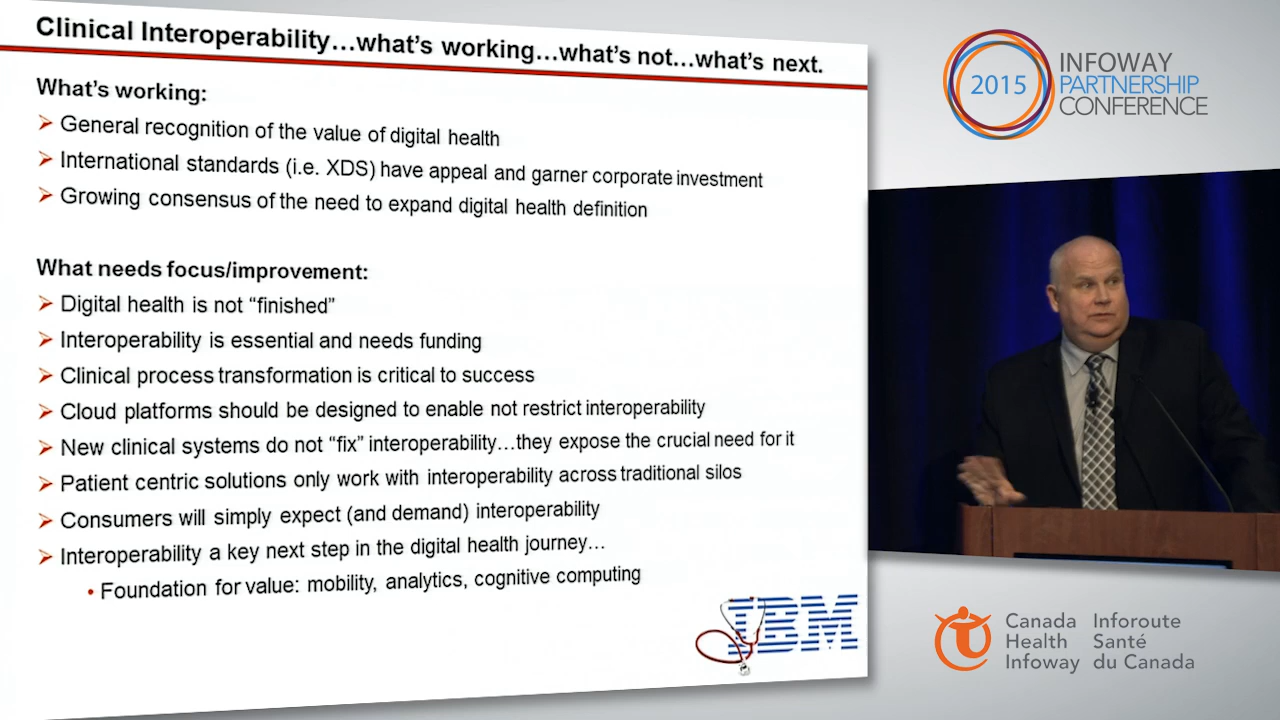 Clinical Interoperability…what's working…what's not…what's next.
What's working:
General recognition of the value of digital health
International standards (i.e. XDS) have appeal and garner corporate investment
Growing consensus of the need to expand digital health definition
What needs focus/improvement:
Digital health is not “finished”
Interoperability is essential and needs funding
Clinical process transformation is critical to success
Cloud platforms should be designed to enable not restrict interoperability
New clinical systems do not “fix” interoperability…they expose the crucial need for it
Patient centric solutions only work with interoperability across traditional silos
Consumers will simply expect (and demand) interoperability
Interoperability a key next step in the digital health journey…
• Foundation for value: mobility, analytics, cognitive computing
IBM
2015
INFOWAY
PARTNERSHIP
CONFERENCE
Canada
Health
Infoway
Inforoute
Santé
du Canada